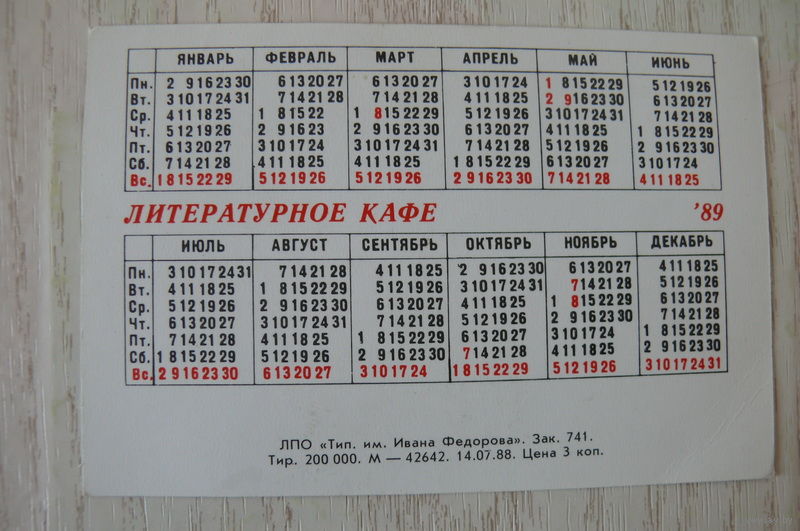 ЯНВАРЬ ФЕВРАЛЬ МАРТ АПРЕЛЬ МАЙ ИЮНЬ
Пн. 2 9 16 23 30 6 13 20 27 6 13 20 27 3 10 17 24 1 8 15 22 29 5 12 19 26
Вт. 3 10 17 24 31 7 14 21 28 7 14 21 28 4 11 18 25 2 9 16 23 30 6 13 20 27
Ср. 4 11 18 25 1 8 15 22 1 8 15 22 29 5 12 19 26 3 10 17 24 31 7 14 21 28
Чт. 5 12 19 26 2 9 16 23 2 9 16 23 30 6 13 20 27 4 11 18 25 1 8 15 22 29
Пт. 6 13 20 27 3 10 17 24 3 10 17 24 31 7 14 21 28 5 12 19 26 2 9 16 23 30
Сб. 7 14 21 28 4 11 18 25 4 11 18 25 1 8 15 22 29 6 13 20 27 3 10 17 24
Вс. 1 8 15 22 29 5 12 19 26 5 12 19 26 2 9 16 23 30 7 14 21 28 4 11 18 25
ЛИТЕРАТУРНОЕ КАФЕ '89
ИЮЛЬ АВГУСТ СЕНТЯБРЬ ОКТЯБРЬ НОЯБРЬ ДЕКАБРЬ
Пн. 3 10 17 24 31 7 14 21 28 4 11 18 25 2 9 16 23 30 6 13 20 27 4 11 18 25
Вт. 4 11 18 25 1 8 15 22 29 5 12 19 26 3 10 17 24 31 7 14 21 28 5 12 19 26
Ср. 5 12 19 26 2 9 16 23 30 6 13 20 27 4 11 18 25 1 8 15 22 29 6 13 20 27
Чт. 6 13 20 27 3 10 17 24 31 7 14 21 28 5 12 19 26 2 9 16 23 30 7 14 21 28
Пт. 7 14 21 28 4 11 18 25 1 8 15 22 29 6 13 20 27 3 10 17 24 1 8 15 22 29
Сб. 1 8 15 22 29 5 12 19 26 2 9 16 23 30 7 14 21 28 4 11 18 25 2 9 16 23 30
Вс. 2 9 16 23 30 6 13 20 27 3 10 17 24 1 8 15 22 29 5 12 19 26 3 10 17 24 31
ЛПО «Тип. им. Ивана Федорова». Зак. 741.
Тир. 200 000. М — 42642. 14.07.88. Цена 3 коп.